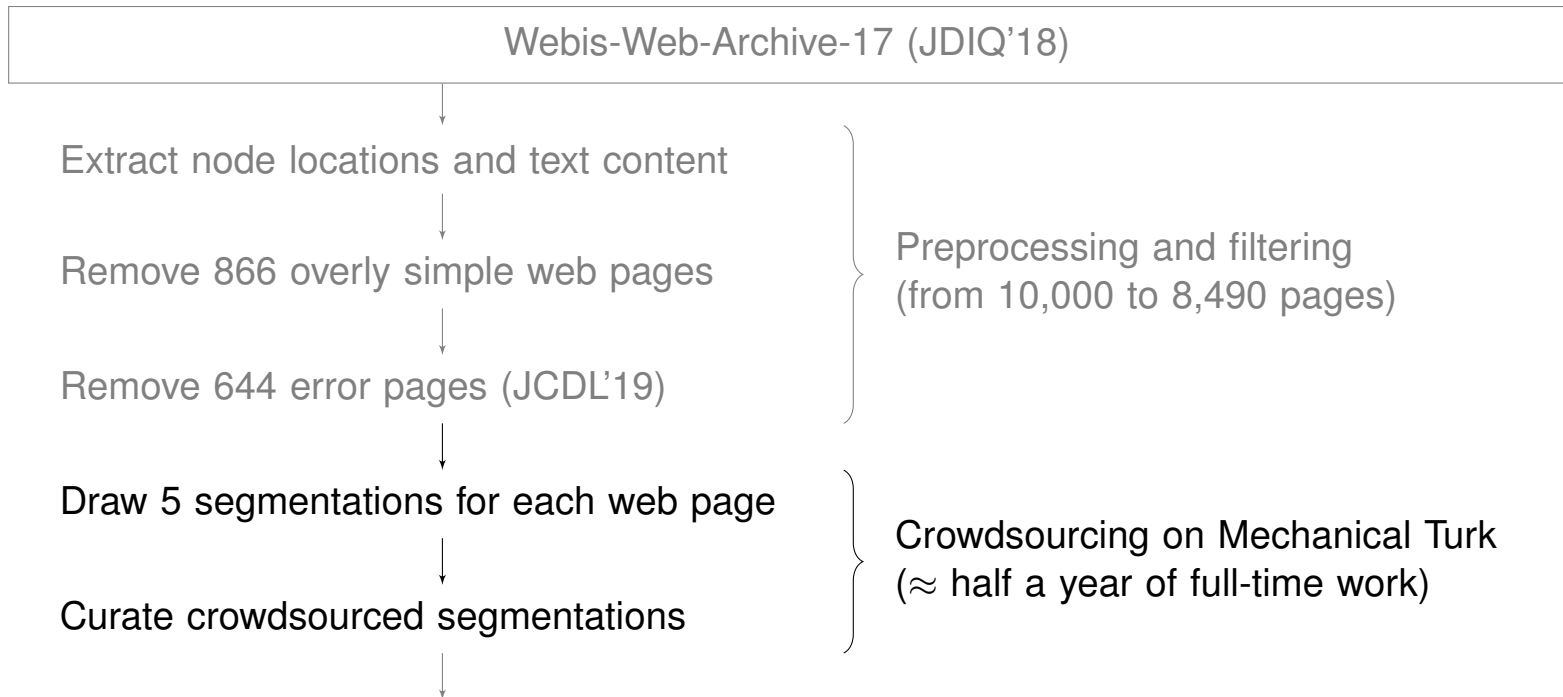 Webis-Web-Archive-17 (JDIQ'18)
Extract node locations and text content
Remove 866 overly simple web pages
Preprocessing and filtering
(from 10,000 to 8,490 pages)
Remove 644 error pages (JCDL'19)
Draw 5 segmentations for each web page
Crowdsourcing on Mechanical Turk
(≈ half a year of full-time work)
Curate crowdsourced segmentations